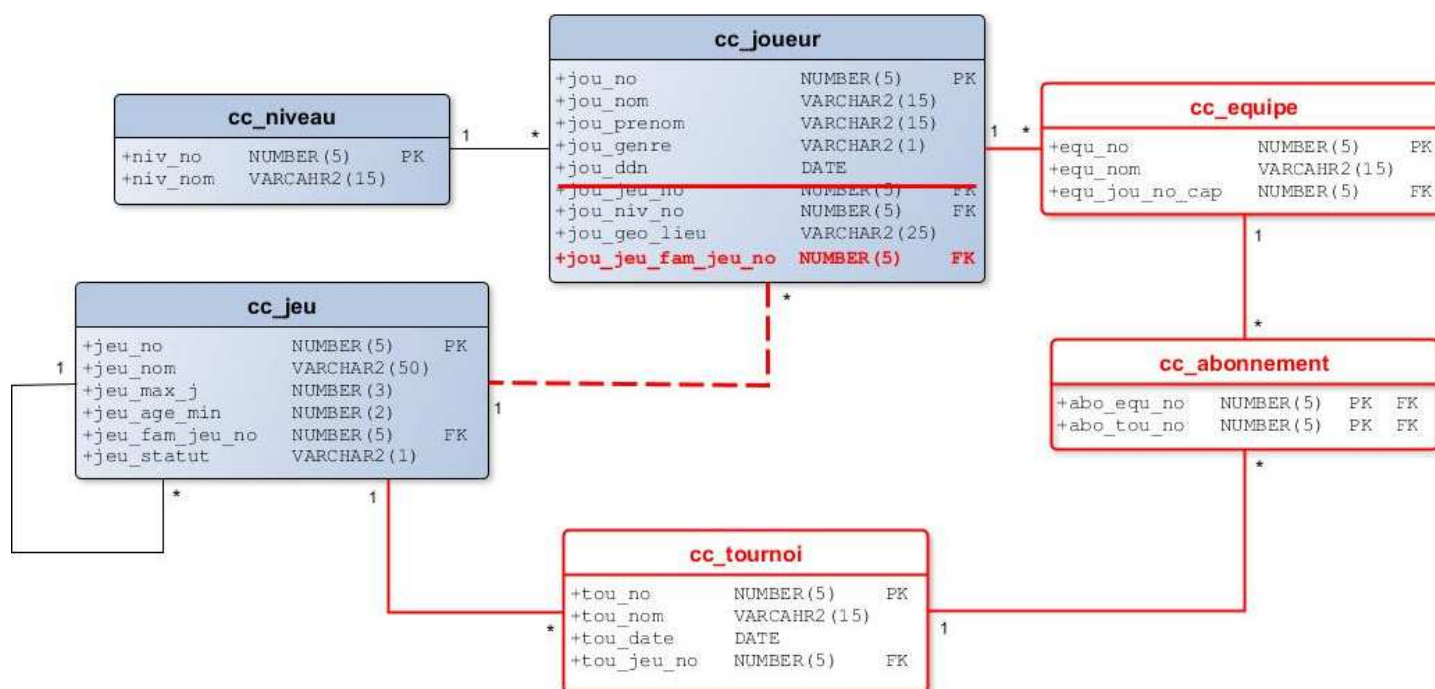 cc_joueur
+jou_no NUMBER(5) PK
+jou_nom VARCHAR2(15)
+jou_prenom VARCHAR2(15)
+jou_genre VARCHAR2(1)
+jou_ddn DATE
+jou_jeu_no NUMBER(5) FK
+jou_niv_no NUMBER(5) FK
+jou_geo_lieu VARCHAR2(25)
+jou_jeu_fam_jeu_no NUMBER(5) FK
cc_niveau
+niv_no NUMBER(5) PK
+niv_nom VARCAHR2(15)
1 *
1 *
cc_equipe
+equ_no NUMBER(5) PK
+equ_nom VARCAHR2(15)
+equ_jou_no_cap NUMBER(5) FK
1
*
cc_jeu
+jeu_no NUMBER(5) PK
+jeu_nom VARCHAR2(50)
+jeu_max_j NUMBER(3)
+jeu_age_min NUMBER(2)
+jeu_fam_jeu_no NUMBER(5) FK
+jeu_statut VARCHAR2(1)
1
*
1
*
1
cc_abonnement
+abo_equ_no NUMBER(5) PK FK
+abo_tou_no NUMBER(5) PK FK
*
cc_tournoi
+tou_no NUMBER(5) PK
+tou_nom VARCAHR2(15)
+tou_date DATE
+tou_jeu_no NUMBER(5) FK
* 1